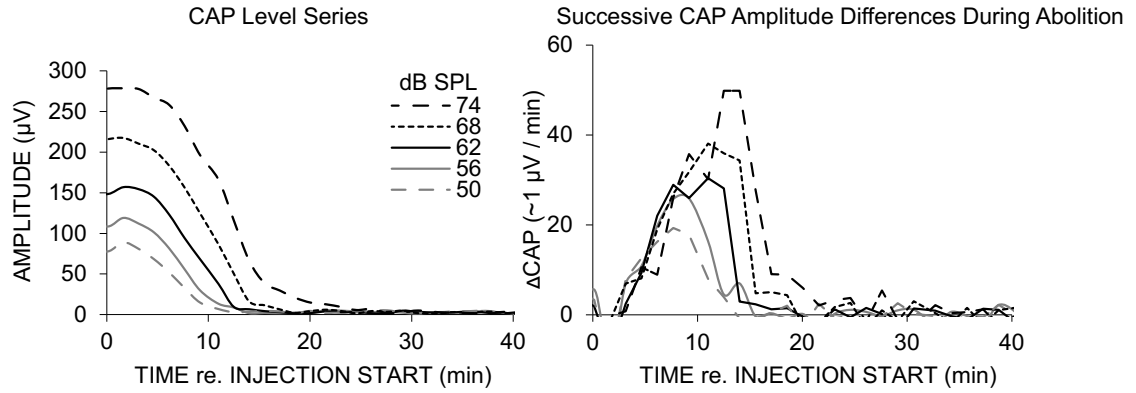 CAP Level Series
AMPLITUDE (µV)
300
250
200
150
100
50
0
dB SPL
74
68
62
56
50
0 10 20 30 40
TIME re. INJECTION START (min)
Successive CAP Amplitude Differences During Abolition
ΔCAP (~1 µV / min)
60
40
20
0
0 10 20 30 40
TIME re. INJECTION START (min)